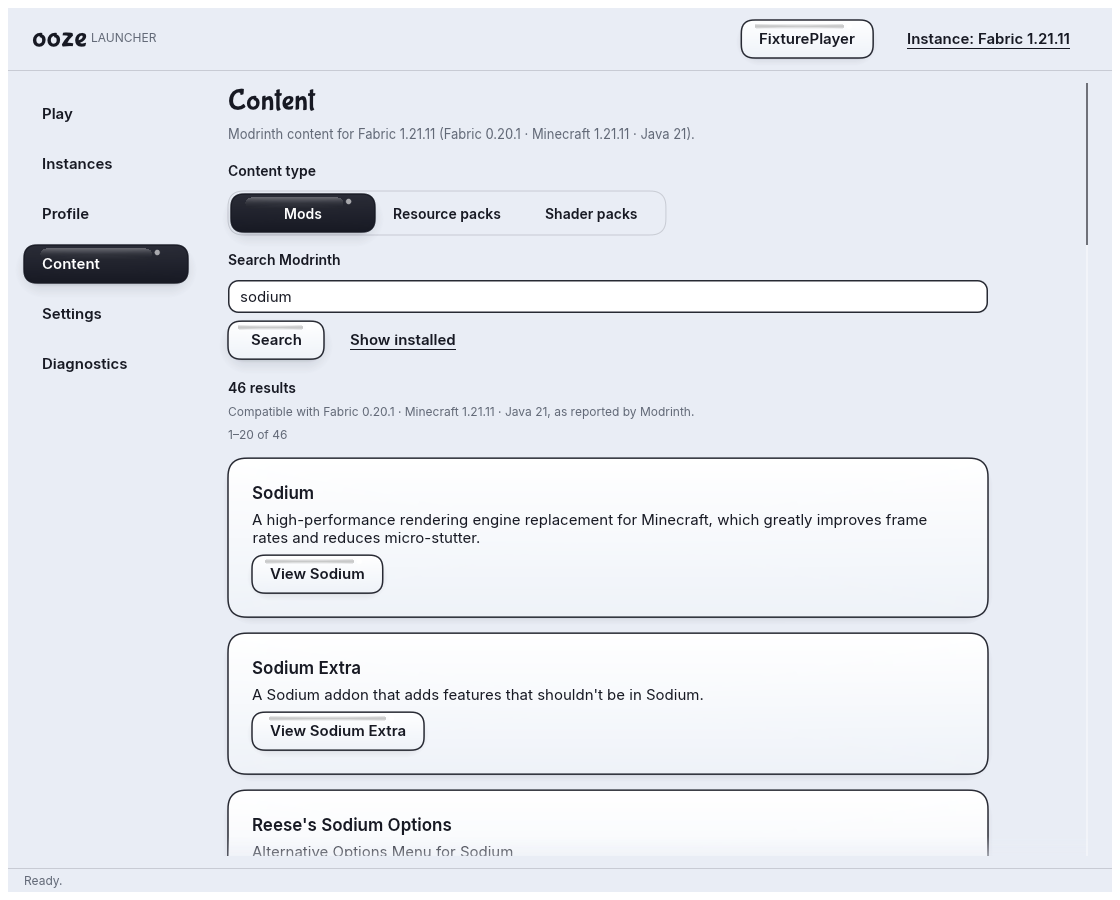 ooze LAUNCHER
FixturePlayer
Instance: Fabric 1.21.11
Play
Instances
Profile
Content
Settings
Diagnostics
Content
Modrinth content for Fabric 1.21.11 (Fabric 0.20.1 · Minecraft 1.21.11 · Java 21).
Content type
Mods
Resource packs
Shader packs
Search Modrinth
sodium
Search
Show installed
46 results
Compatible with Fabric 0.20.1 · Minecraft 1.21.11 · Java 21, as reported by Modrinth.
1–20 of 46
Sodium
A high-performance rendering engine replacement for Minecraft, which greatly improves frame
rates and reduces micro-stutter.
View Sodium
Sodium Extra
A Sodium addon that adds features that shouldn't be in Sodium.
View Sodium Extra
Reese's Sodium Options
Alternative Options Menu for Sodium
Ready.